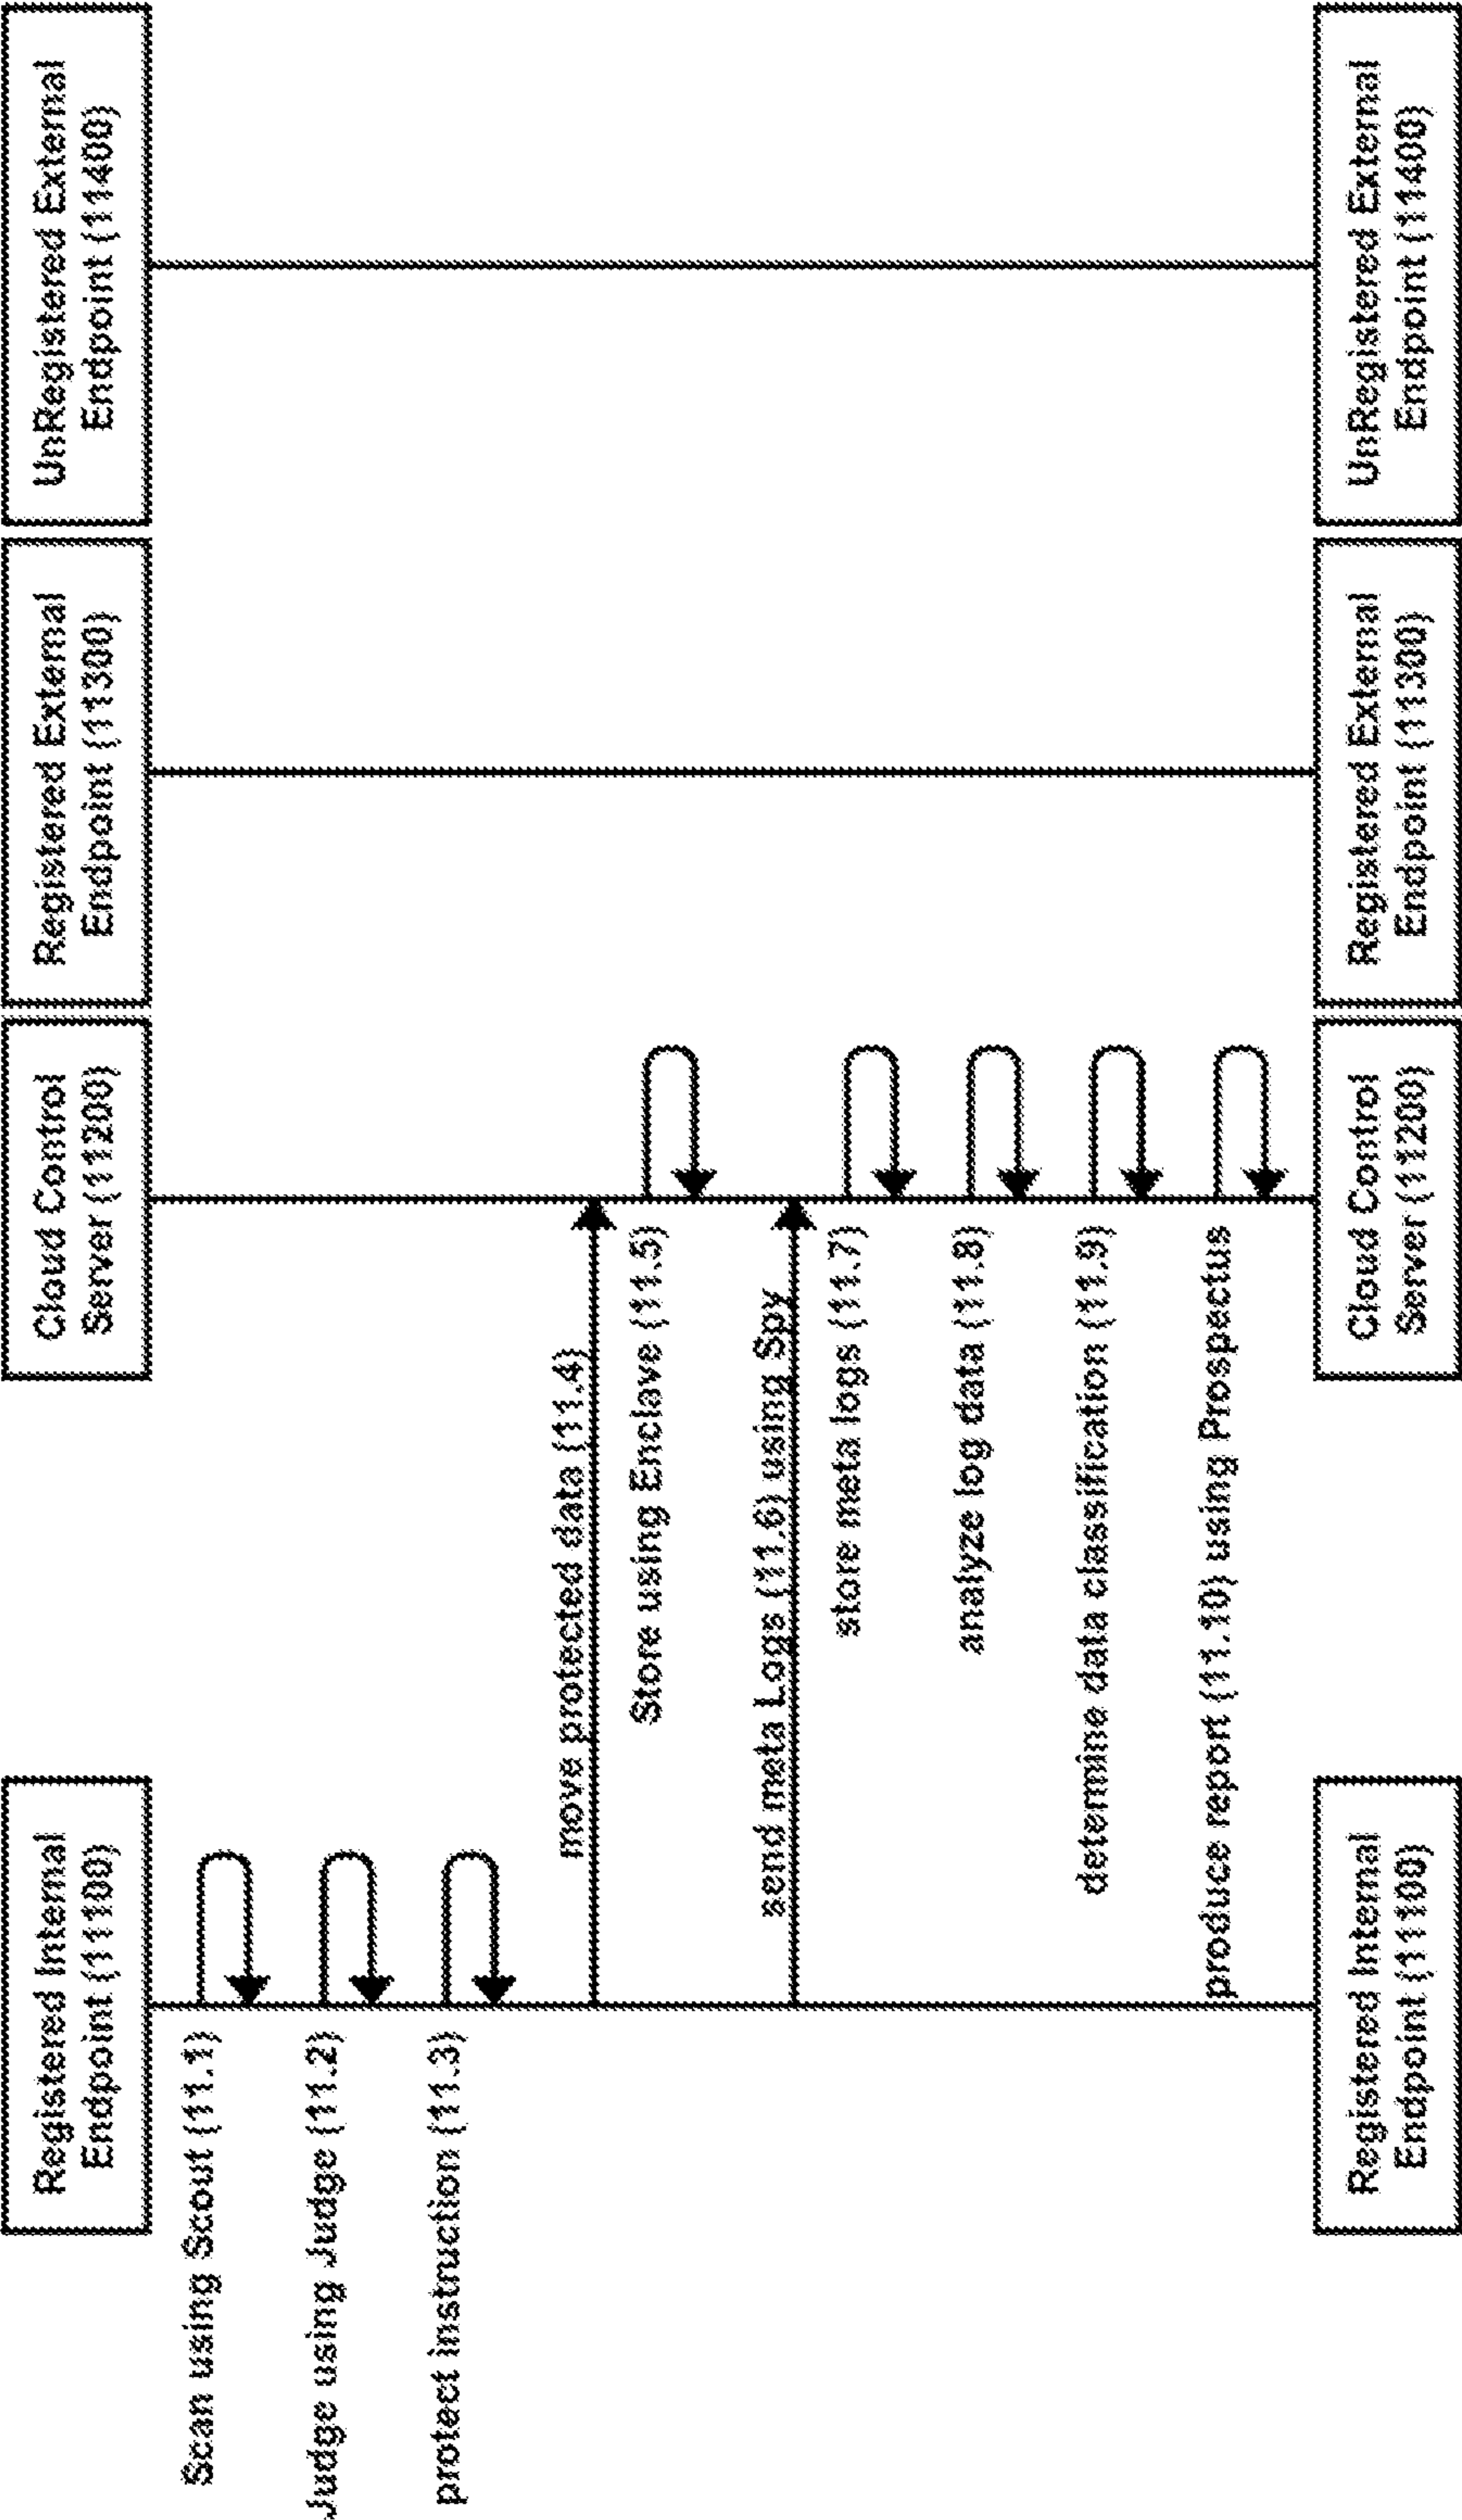 Registered Internal
Endpoint (11100)
Cloud Control
Server (11200)
Registered External
Endpoint (11300)
UnRegistered External
Endpoint (11400)
Scan using Scout (11.1)
Judge using Judge (11.2)
protect instruction (11.3)
move protected data (11.4)
Store using Enclave (11.5)
send meta Logs (11.6) using Spy
store meta logs (11.7)
analyze log data (11.8)
determine data classification (11.9)
produce report (11.10) using Prospectus
Registered Internal
Endpoint (11100)
Cloud Control
Server (11200)
Registered External
Endpoint (11300)
UnRegistered External
Endpoint (11400)